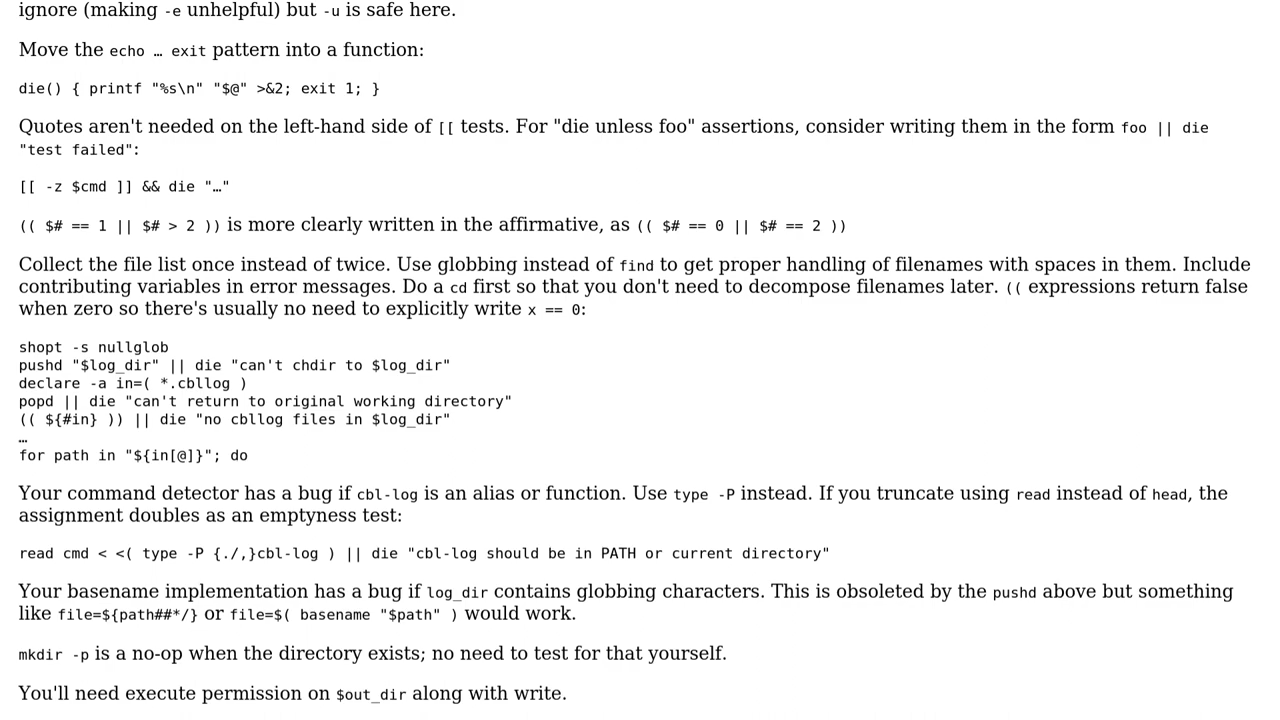 ignore (making -e unhelpful) but -u is safe here.
Move the echo … exit pattern into a function:
die() { printf "%s\n" "$@" >&2; exit 1; }
Quotes aren't needed on the left-hand side of [[ tests. For "die unless foo" assertions, consider writing them in the form foo || die
"test failed":
[[ -z $cmd ]] && die "…"
(( $# == 1 || $# > 2 )) is more clearly written in the affirmative, as (( $# == 0 || $# == 2 ))
Collect the file list once instead of twice. Use globbing instead of find to get proper handling of filenames with spaces in them. Include
contributing variables in error messages. Do a cd first so that you don't need to decompose filenames later. (( expressions return false
when zero so there's usually no need to explicitly write x == 0:
shopt -s nullglob
pushd "$log_dir" || die "can't chdir to $log_dir"
declare -a in=( *.cbllog )
popd || die "can't return to original working directory"
(( ${#in} )) || die "no cbllog files in $log_dir"
…
for path in "${in[@]}"; do
Your command detector has a bug if cbl-log is an alias or function. Use type -P instead. If you truncate using read instead of head, the
assignment doubles as an emptyness test:
read cmd < <( type -P {./,}cbl-log ) || die "cbl-log should be in PATH or current directory"
Your basename implementation has a bug if log_dir contains globbing characters. This is obsoleted by the pushd above but something
like file=${path##*/} or file=$( basename "$path" ) would work.
mkdir -p is a no-op when the directory exists; no need to test for that yourself.
You'll need execute permission on $out_dir along with write.